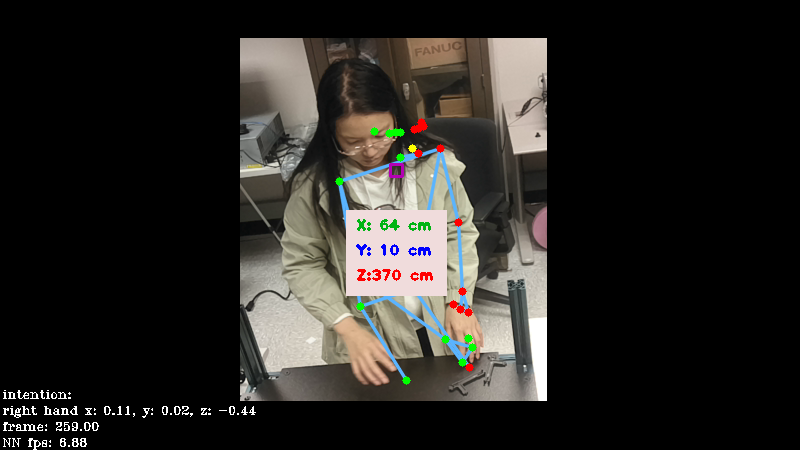 FANUC
X: 64 cm
Y: 10 cm
Z:370 cm
intention:
right hand x: 0.11, y: 0.02, z: -0.44
frame: 259.00
NN fps: 6.88